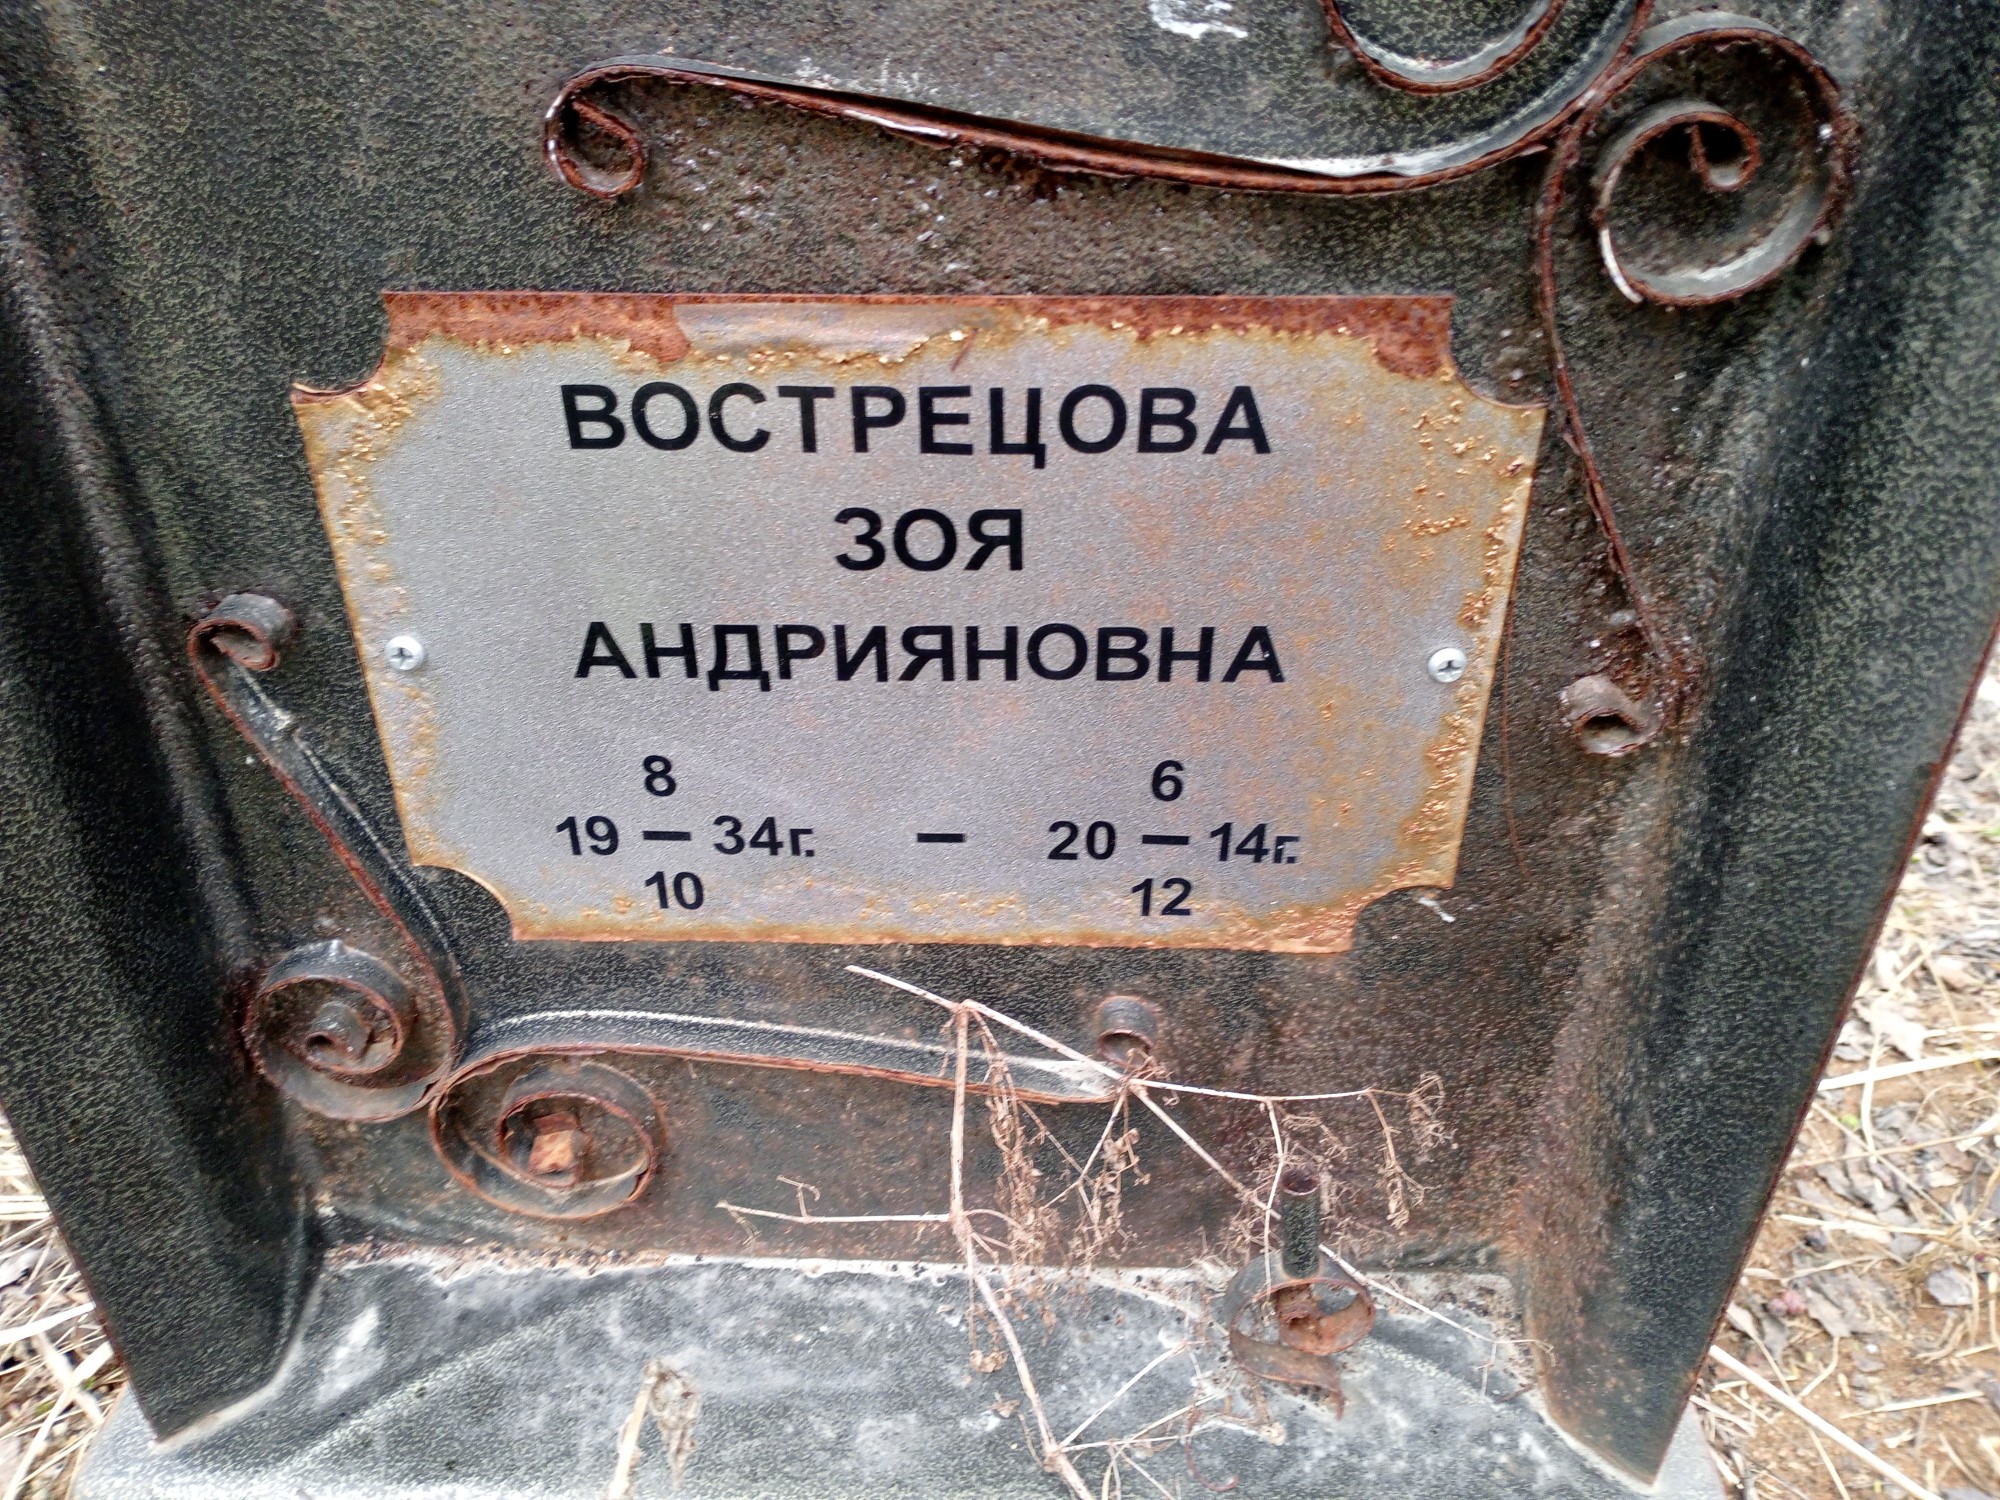 ВОСТРЕЦОВА
ЗОЯ
АНДРИЯНОВНА
8 6
19 — 34г. — 20 — 14г.
10 12